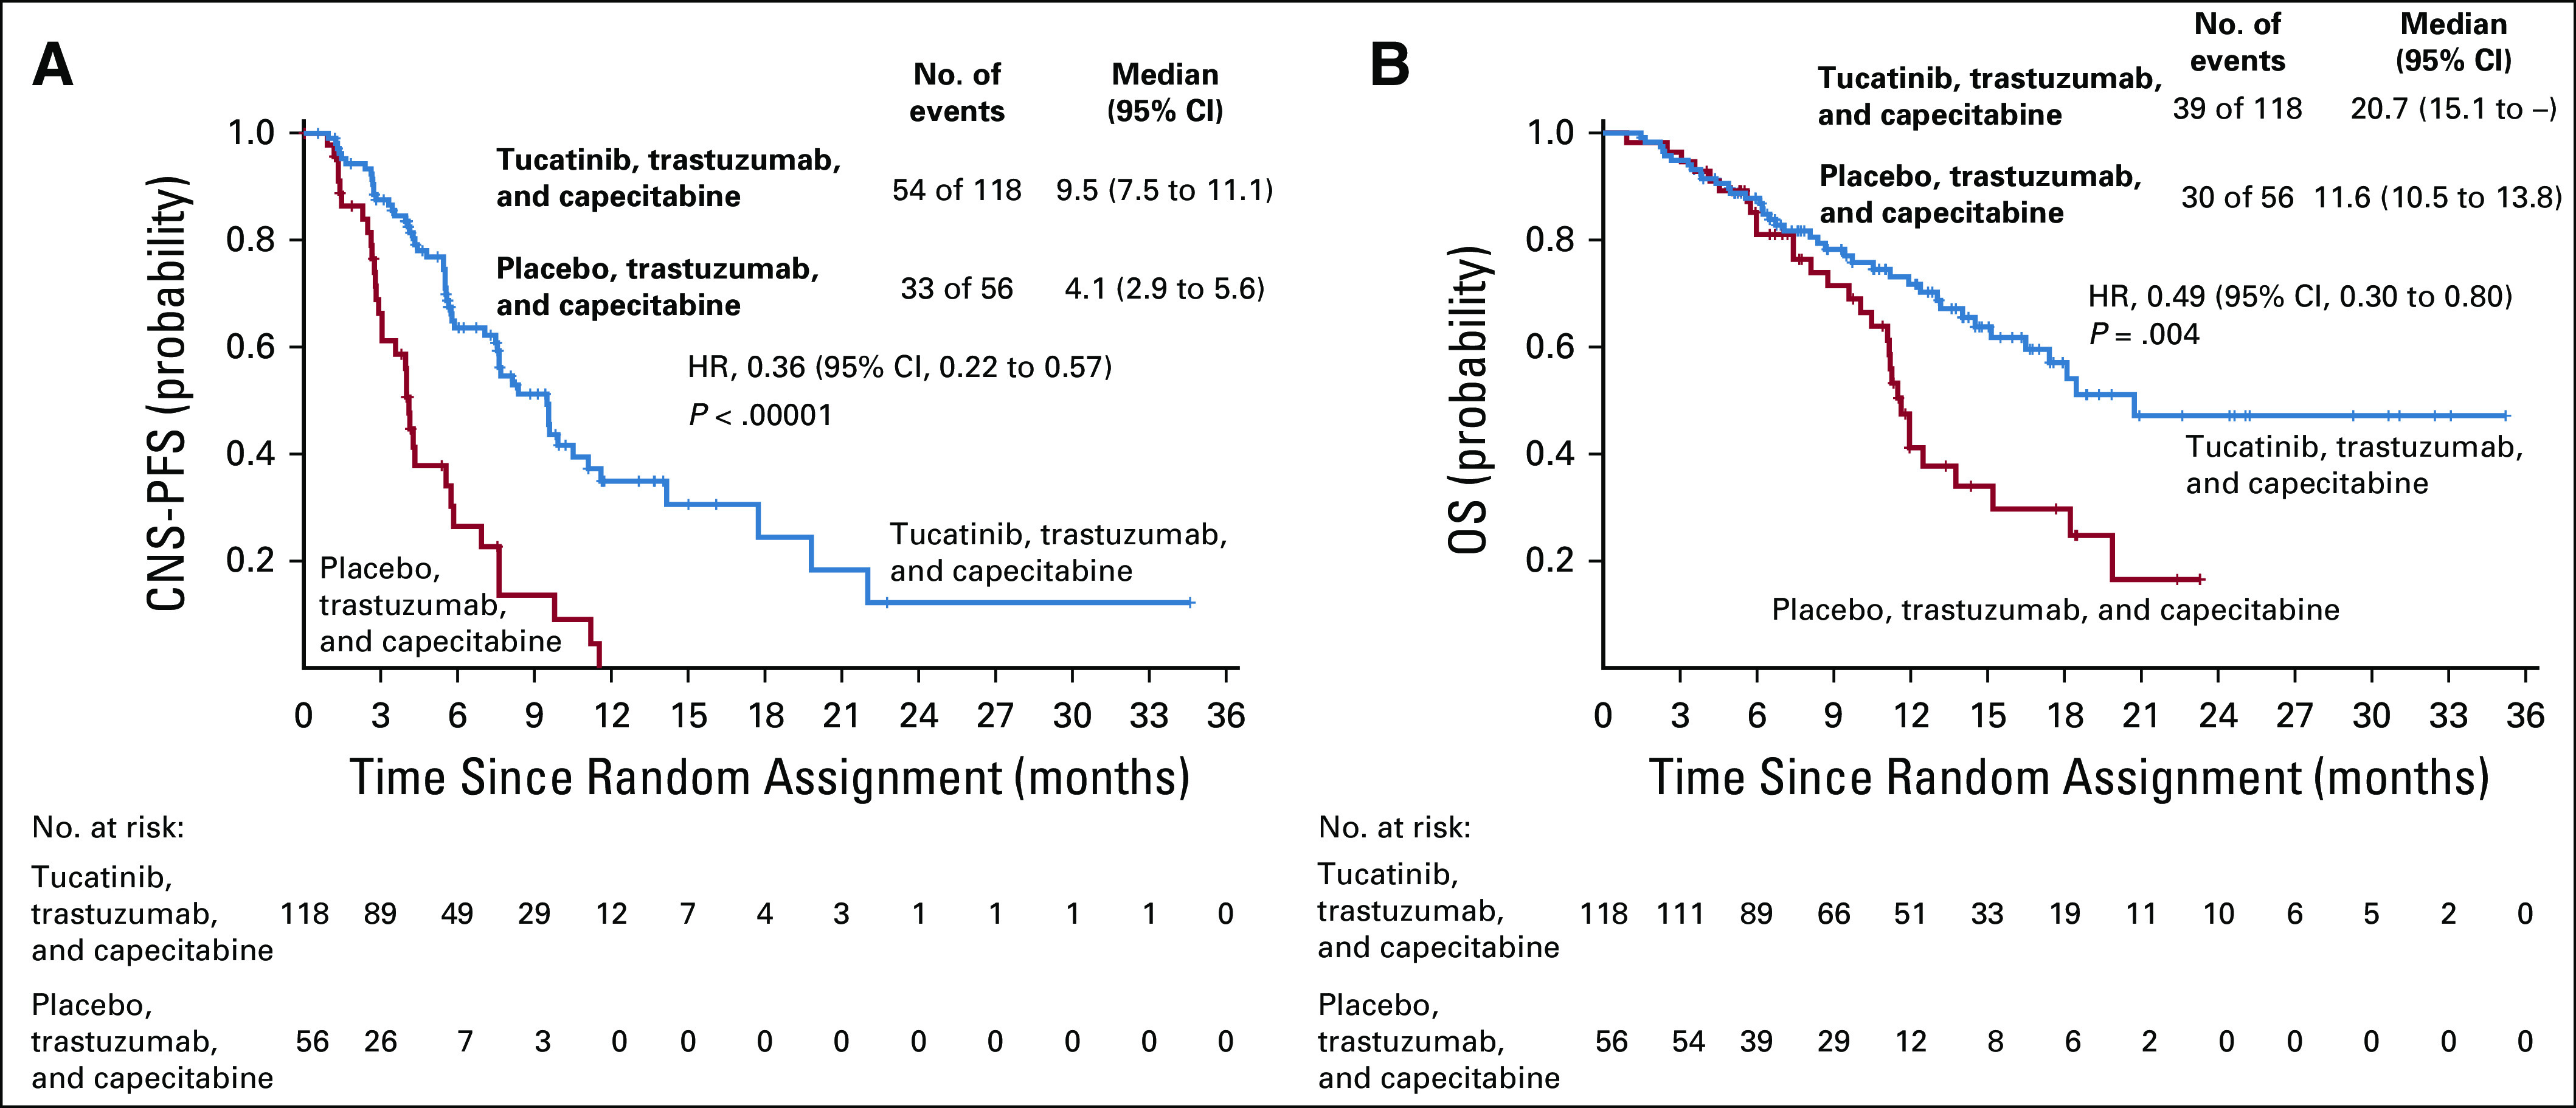 A
No. of
events
Median
(95% CI)
Tucatinib, trastuzumab,
and capecitabine
54 of 118
9.5 (7.5 to 11.1)
Placebo, trastuzumab,
and capecitabine
33 of 56
4.1 (2.9 to 5.6)
HR, 0.36 (95% CI, 0.22 to 0.57)
P < .00001
CNS-PFS (probability)
1.0
0.8
0.6
0.4
0.2
Tucatinib, trastuzumab,
and capecitabine
Placebo,
trastuzumab,
and capecitabine
0 3 6 9 12 15 18 21 24 27 30 33 36
Time Since Random Assignment (months)
No. at risk:
Tucatinib,
trastuzumab,
and capecitabine
118 89 49 29 12 7 4 3 1 1 1 1 0
Placebo,
trastuzumab,
and capecitabine
56 26 7 3 0 0 0 0 0 0 0 0 0
B
No. of
events
Median
(95% CI)
Tucatinib, trastuzumab,
and capecitabine
39 of 118
20.7 (15.1 to –)
Placebo, trastuzumab,
and capecitabine
30 of 56
11.6 (10.5 to 13.8)
HR, 0.49 (95% CI, 0.30 to 0.80)
P = .004
OS (probability)
1.0
0.8
0.6
0.4
0.2
Tucatinib, trastuzumab,
and capecitabine
Placebo, trastuzumab, and capecitabine
0 3 6 9 12 15 18 21 24 27 30 33 36
Time Since Random Assignment (months)
No. at risk:
Tucatinib,
trastuzumab,
and capecitabine
118 111 89 66 51 33 19 11 10 6 5 2 0
Placebo,
trastuzumab,
and capecitabine
56 54 39 29 12 8 6 2 0 0 0 0 0